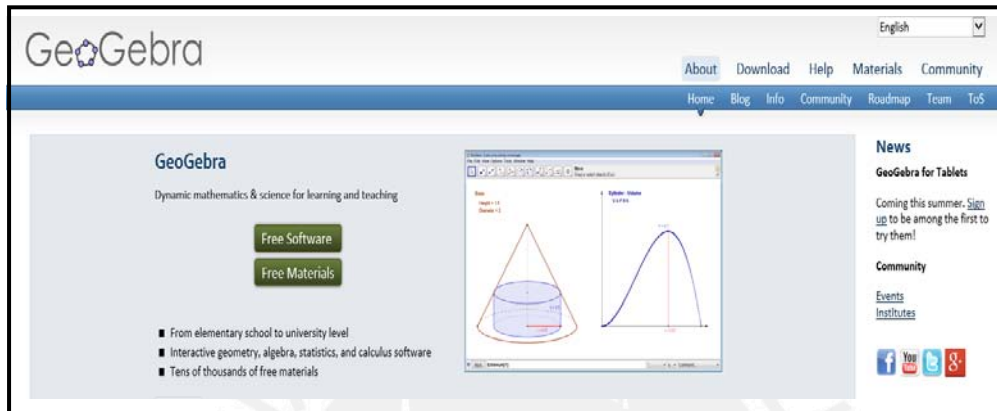 GeoGebra
English
About Download Help Materials Community
Home Blog Info Community Roadmap Team ToS
GeoGebra
Dynamic mathematics & science for learning and teaching
Free Software
Free Materials
From elementary school to university level
Interactive geometry, algebra, statistics, and calculus software
Tens of thousands of free materials
News
GeoGebra for Tablets
Coming this summer. Sign
up to be among the first to
try them!
Community
Events
Institutes
f
You
Tube